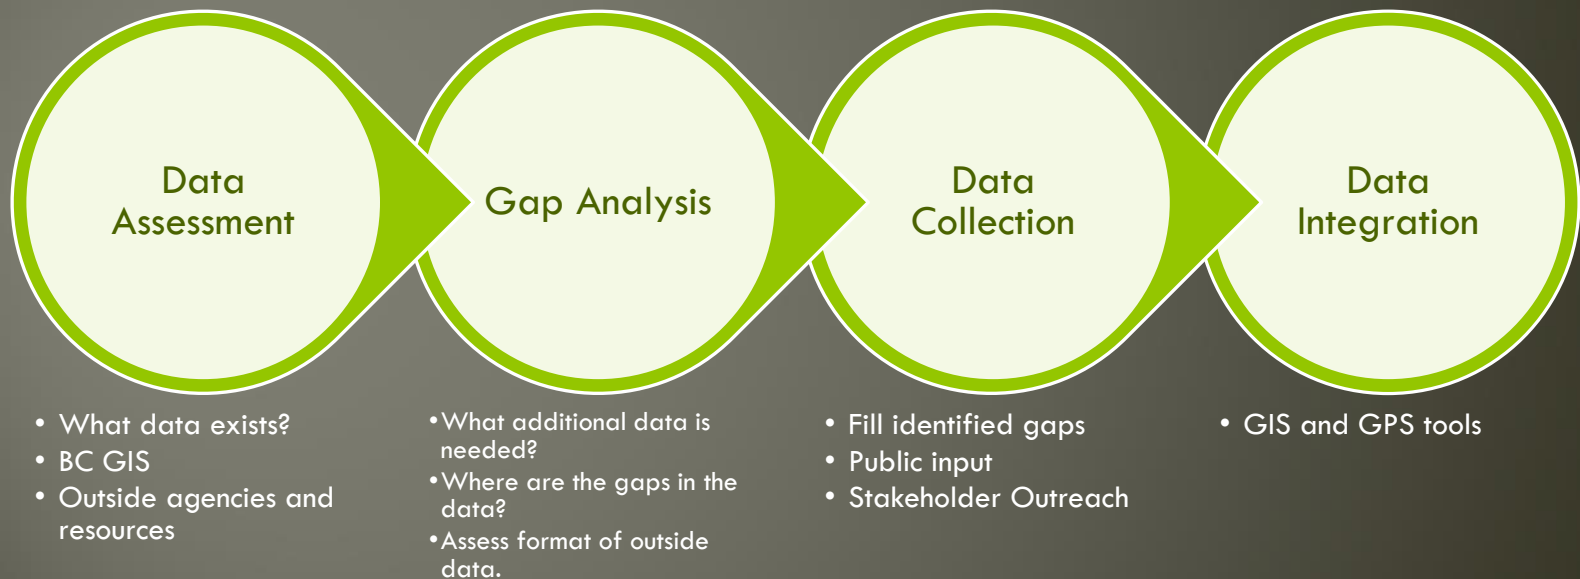 Data
Assessment
Gap Analysis
Data
Collection
Data
Integration
• What data exists?
• BC GIS
• Outside agencies and
resources
•What additional data is
needed?
•Where are the gaps in the
data?
•Assess format of outside
data.
• Fill identified gaps
• Public input
• Stakeholder Outreach
• GIS and GPS tools